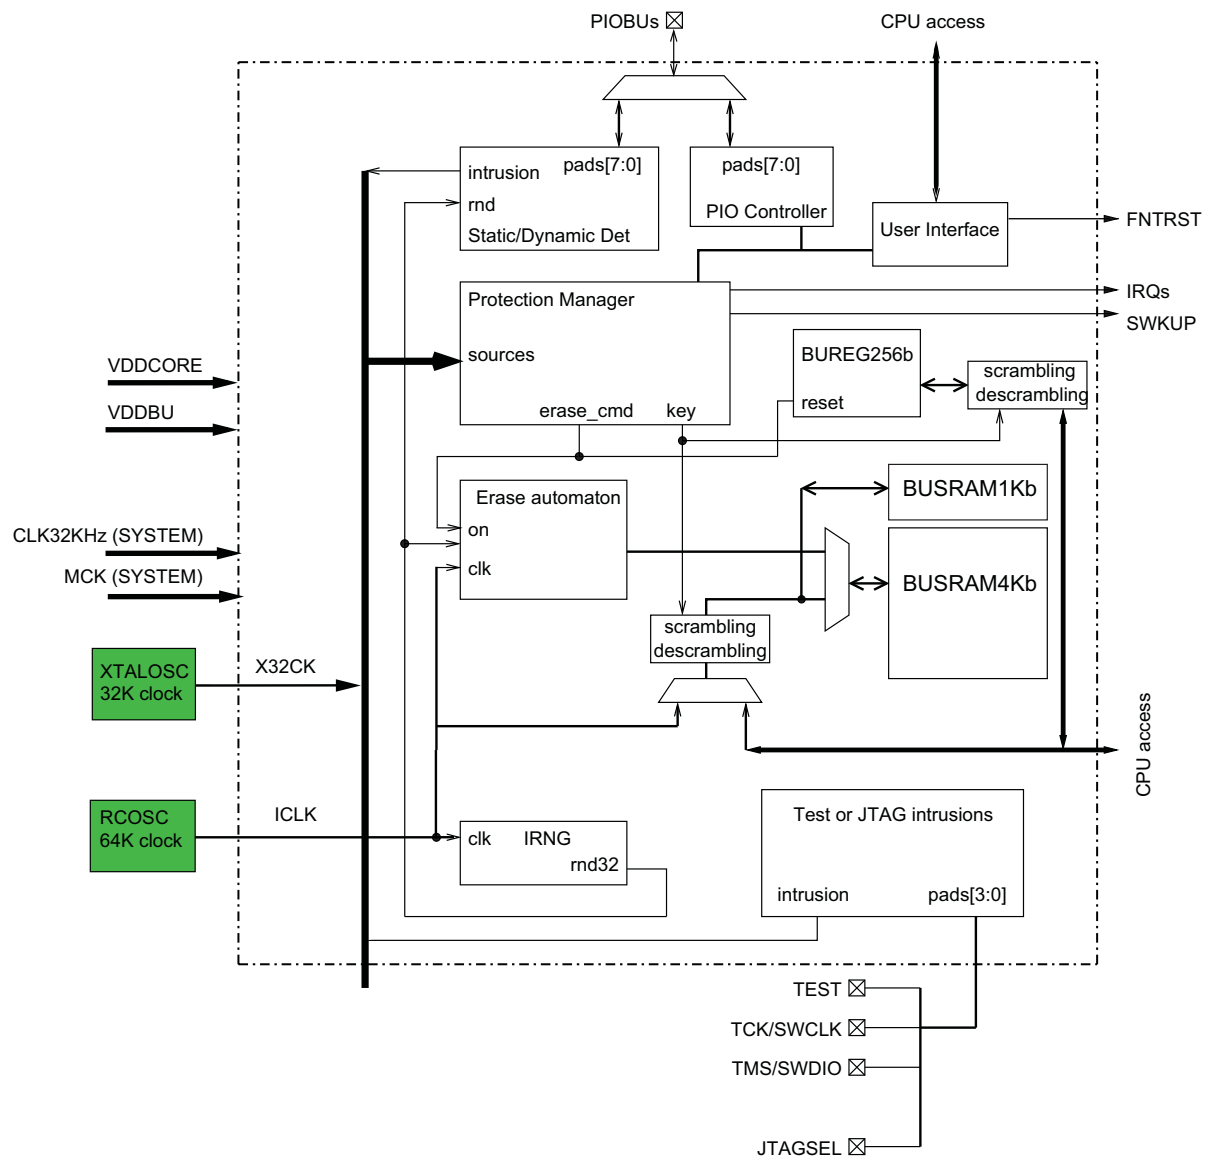 PIOBUs
CPU access
intrusion
pads[7:0]
rnd
Static/Dynamic Det
pads[7:0]
PIO Controller
User Interface
FNTRST
Protection Manager
sources
erase_cmd
key
IRQs
SWKUP
BUREG256b
reset
scrambling
descrambling
VDDCORE
VDDBU
Erase automaton
on
clk
BUSRAM1Kb
BUSRAM4Kb
CLK32KHz (SYSTEM)
MCK (SYSTEM)
scrambling
descrambling
XTALOSC
32K clock
X32CK
CPU access
RCOSC
64K clock
ICLK
clk
IRNG
rnd32
Test or JTAG intrusions
intrusion
pads[3:0]
TEST
TCK/SWCLK
TMS/SWDIO
JTAGSEL